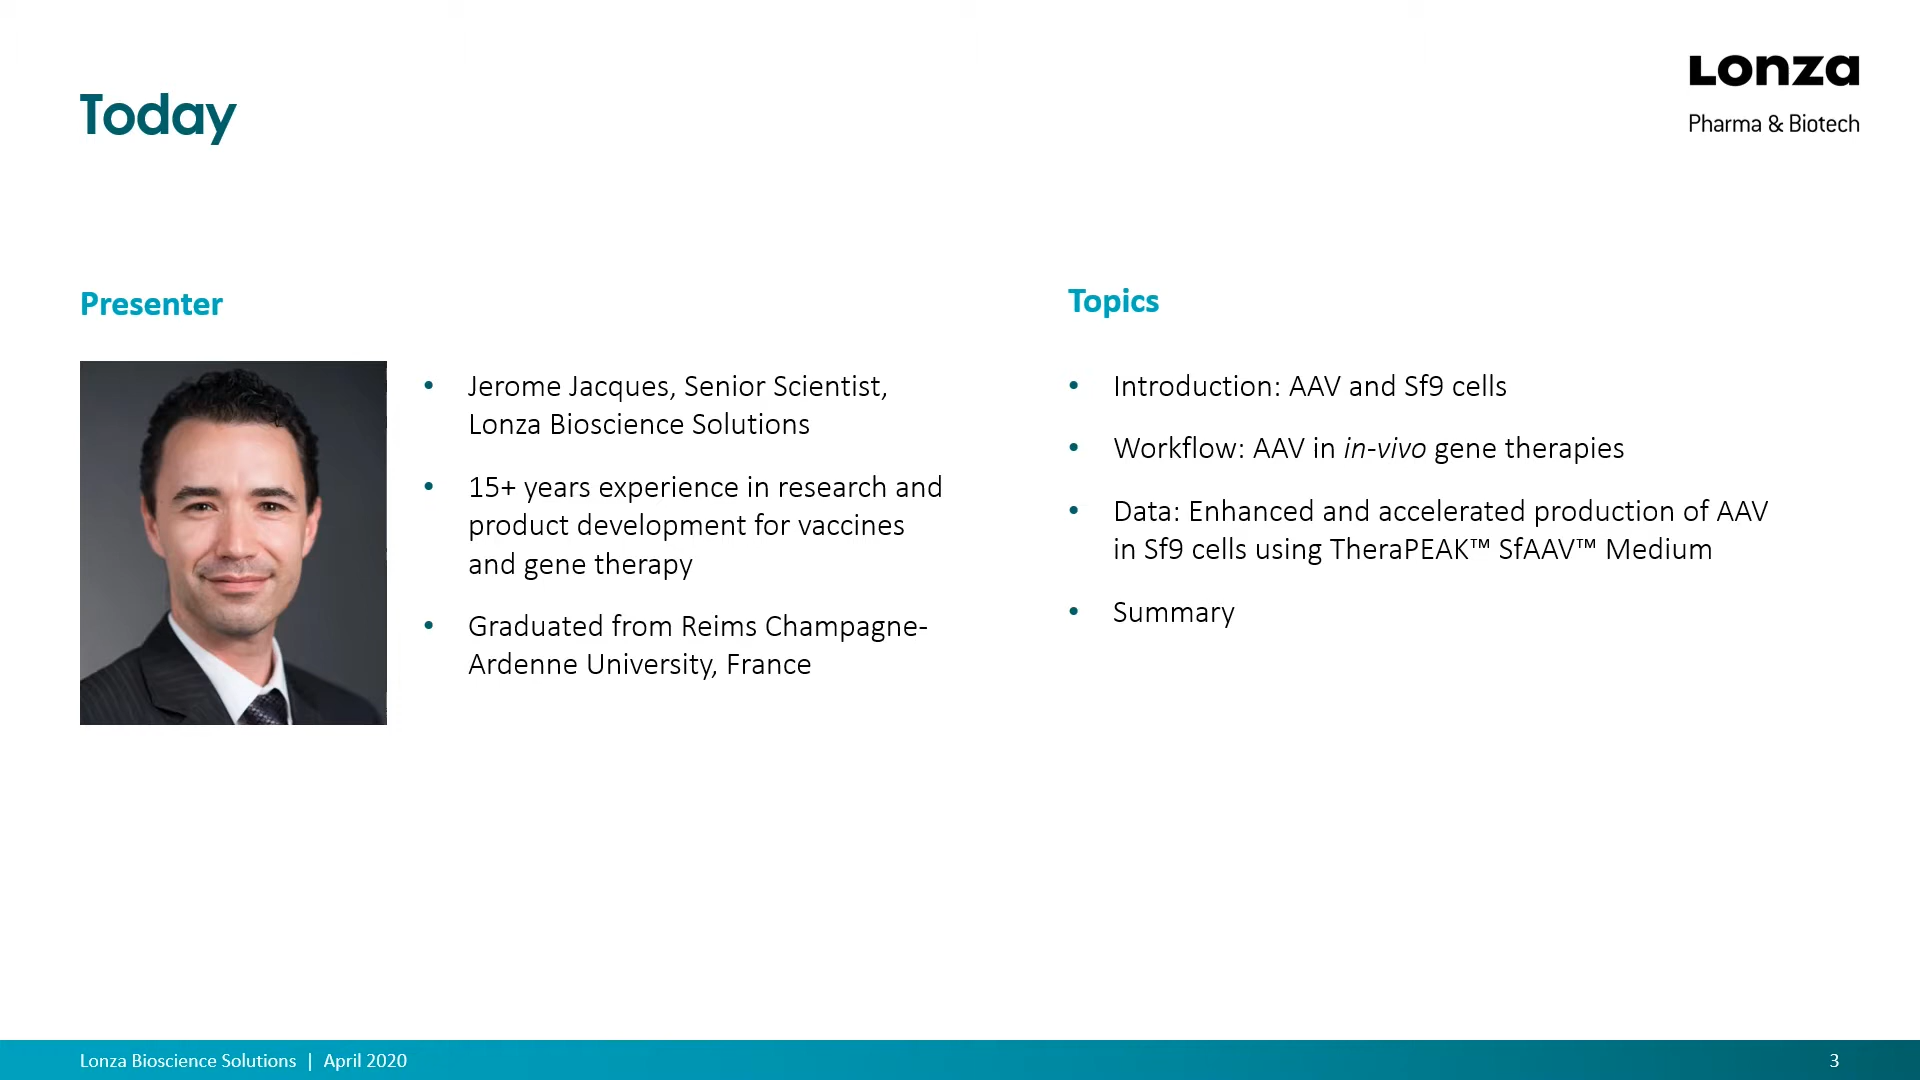 Today
Lonza
Pharma & Biotech
Presenter
• Jerome Jacques, Senior Scientist,
Lonza Bioscience Solutions
• 15+ years experience in research and
product development for vaccines
and gene therapy
• Graduated from Reims Champagne-
Ardenne University, France
Topics
• Introduction: AAV and Sf9 cells
• Workflow: AAV in in-vivo gene therapies
• Data: Enhanced and accelerated production of AAV
in Sf9 cells using TheraPEAK™ SfAAV™ Medium
• Summary
Lonza Bioscience Solutions | April 2020
3